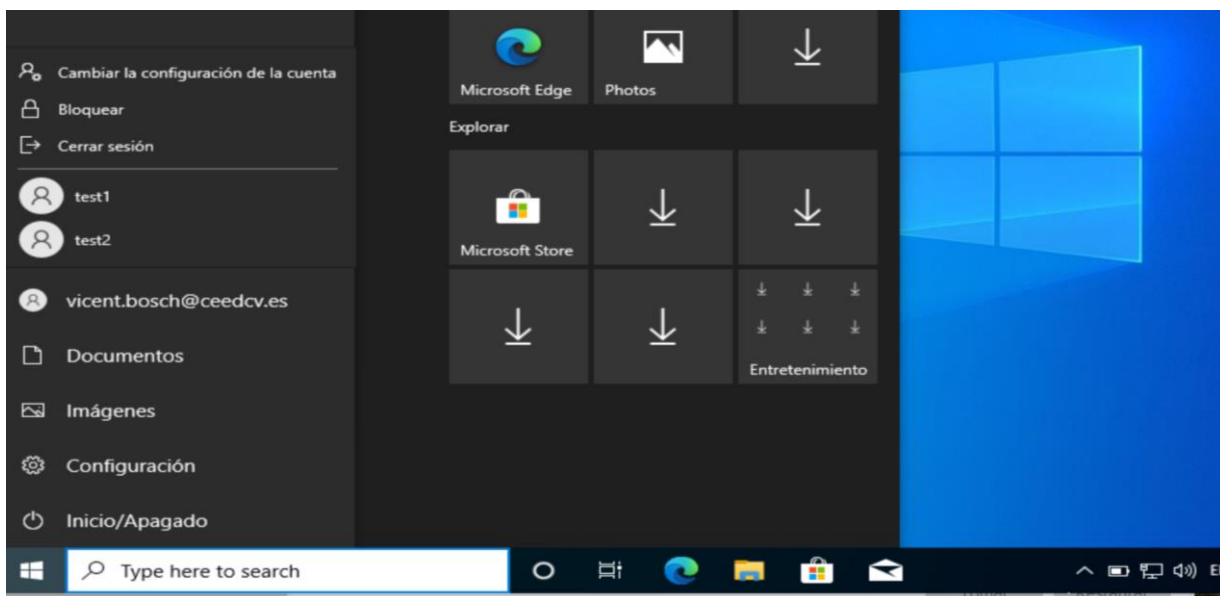 Cambiar la configuración de la cuenta
Bloquear
Cerrar sesión
test1
test2
vicent.bosch@ceedcv.es
Documentos
Imágenes
Configuración
Inicio/Apagado
Microsoft Edge
Photos
Explorar
Microsoft Store
Entretenimiento
Type here to search